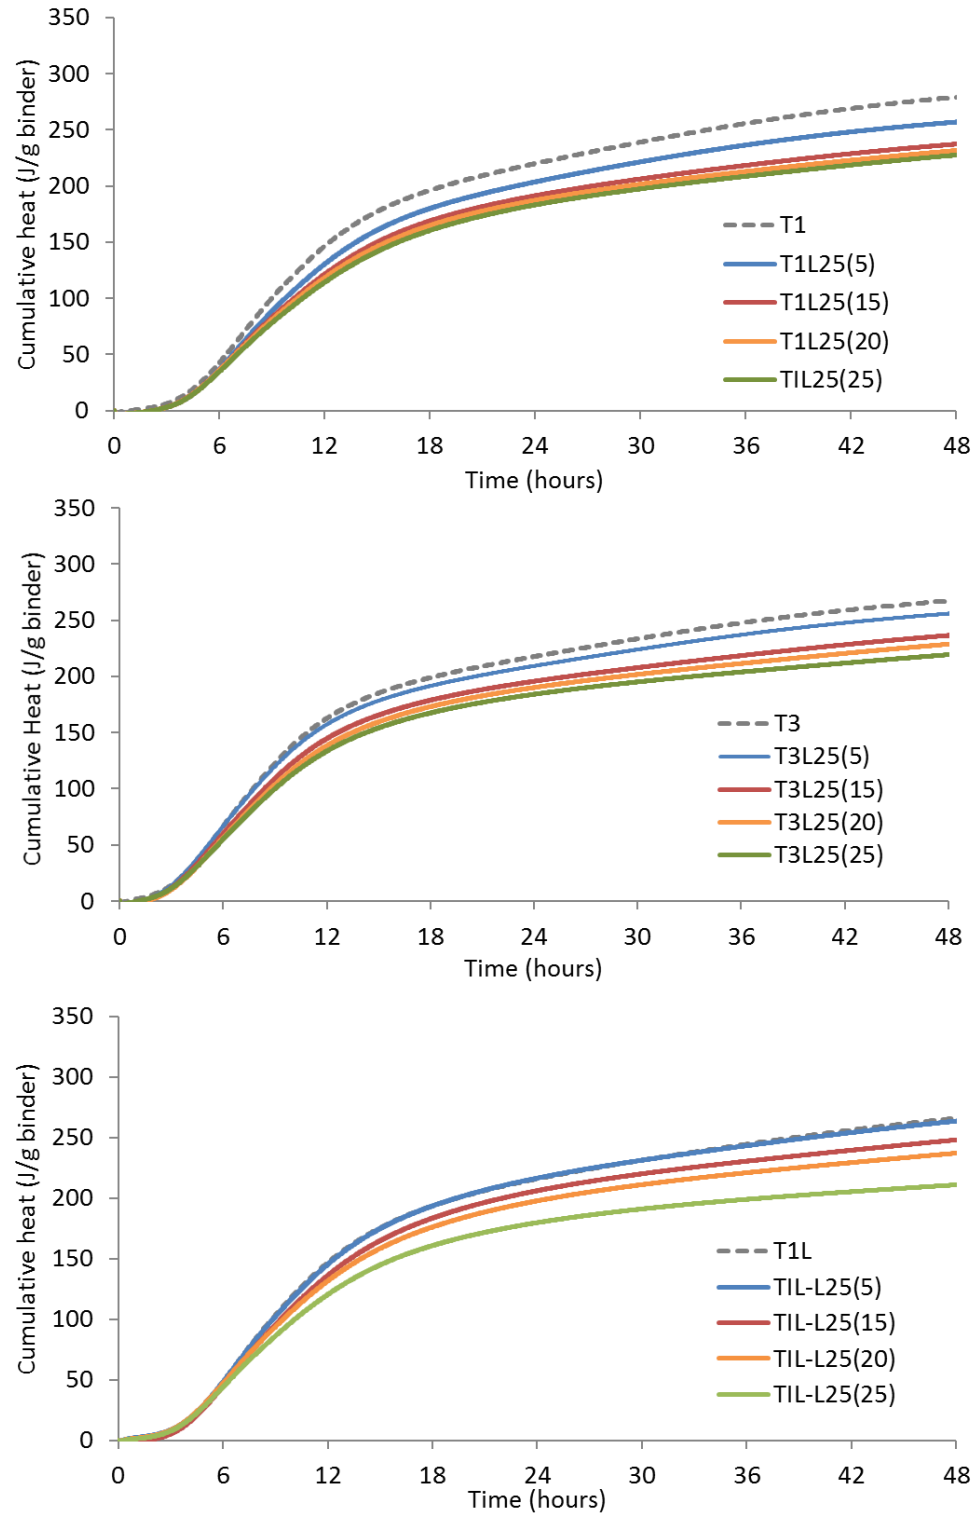 350
300
250
200
150
100
50
0
Cumulative heat (J/g binder)
T1
T1L25(5)
T1L25(15)
T1L25(20)
TIL25(25)
0 6 12 18 24 30 36 42 48
Time (hours)
350
300
250
200
150
100
50
0
Cumulative Heat (J/g binder)
T3
T3L25(5)
T3L25(15)
T3L25(20)
T3L25(25)
0 6 12 18 24 30 36 42 48
Time (hours)
350
300
250
200
150
100
50
0
Cumulative heat (J/g binder)
T1L
TIL-L25(5)
TIL-L25(15)
TIL-L25(20)
TIL-L25(25)
0 6 12 18 24 30 36 42 48
Time (hours)